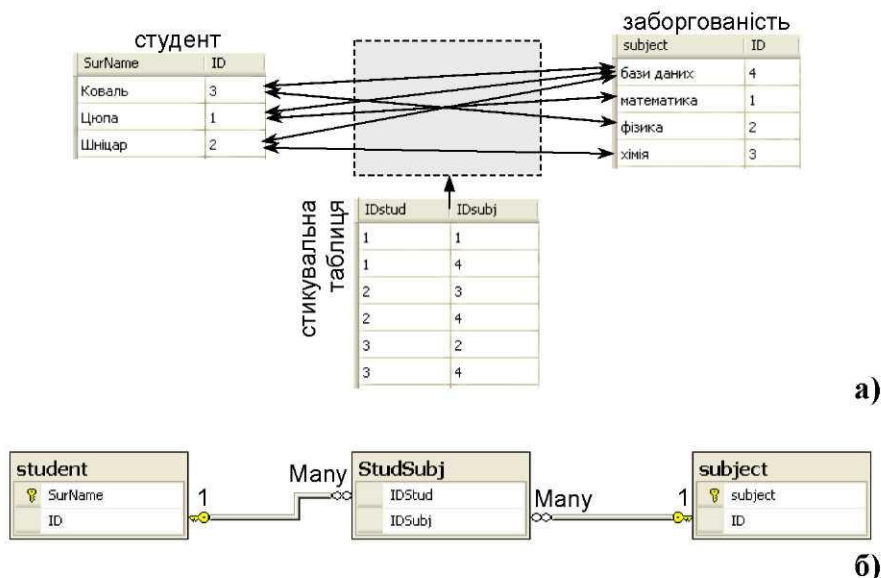 студент
SurName ID
Коваль 3
Цюпа 1
Шніцар 2
заборгованість
subject ID
бази даних 4
математика 1
фізика 2
хімія 3
стикувальна
таблиця
IDstud IDsubj
1 1
1 4
2 3
2 4
3 2
3 4
а)
student
SurName
ID
1
Many
StudSubj
IDStud
IDSubj
Many
1
subject
subject
ID
б)